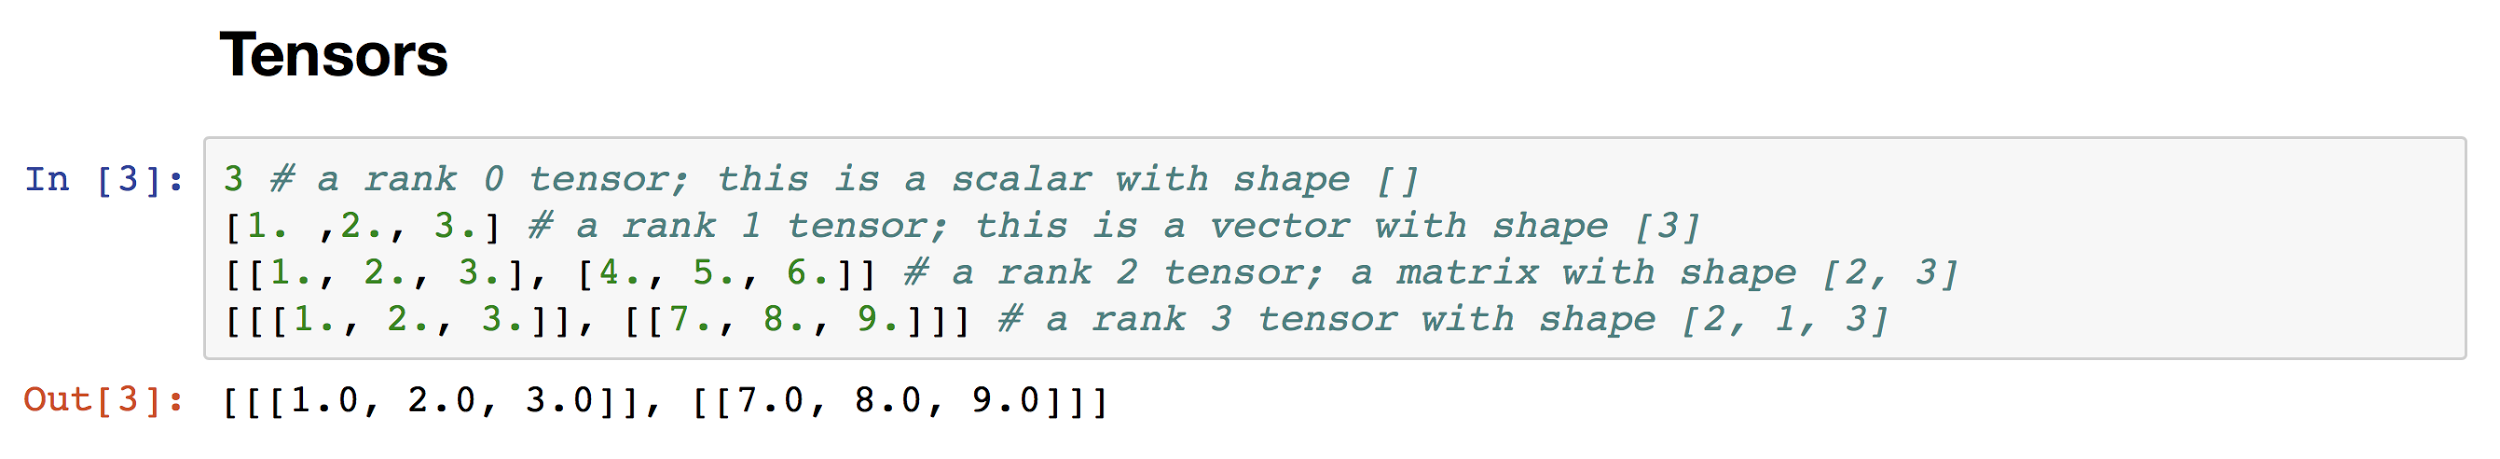 Tensors
In [3]: 3 # a rank 0 tensor; this is a scalar with shape []
[1. ,2., 3.] # a rank 1 tensor; this is a vector with shape [3]
[[1., 2., 3.], [4., 5., 6.]] # a rank 2 tensor; a matrix with shape [2, 3]
[[[1., 2., 3.]], [[7., 8., 9.]]] # a rank 3 tensor with shape [2, 1, 3]
Out[3]: [[[1.0, 2.0, 3.0]], [[7.0, 8.0, 9.0]]]